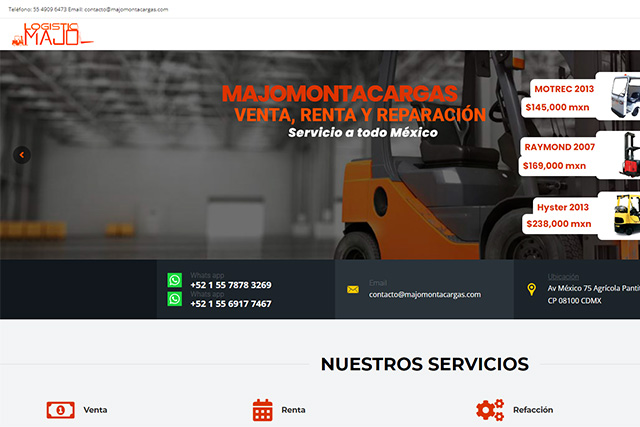 Teléfono: 55 4909 6473 Email: contacto@majomontacargas.com
LOGISTIC
MAJO
MAJOMONTACARGAS
VENTA, RENTA Y REPARACIÓN
Servicio a todo México
MOTREC 2013
$145,000 mxn
RAYMOND 2007
$169,000 mxn
Hyster 2013
$238,000 mxn
Whats app
+52 1 55 7878 3269
Whats app
+52 1 55 6917 7467
Email
contacto@majomontacargas.com
Ubicación
Av México 75 Agrícola Pantit
CP 08100 CDMX
NUESTROS SERVICIOS
Venta
Renta
Refacción